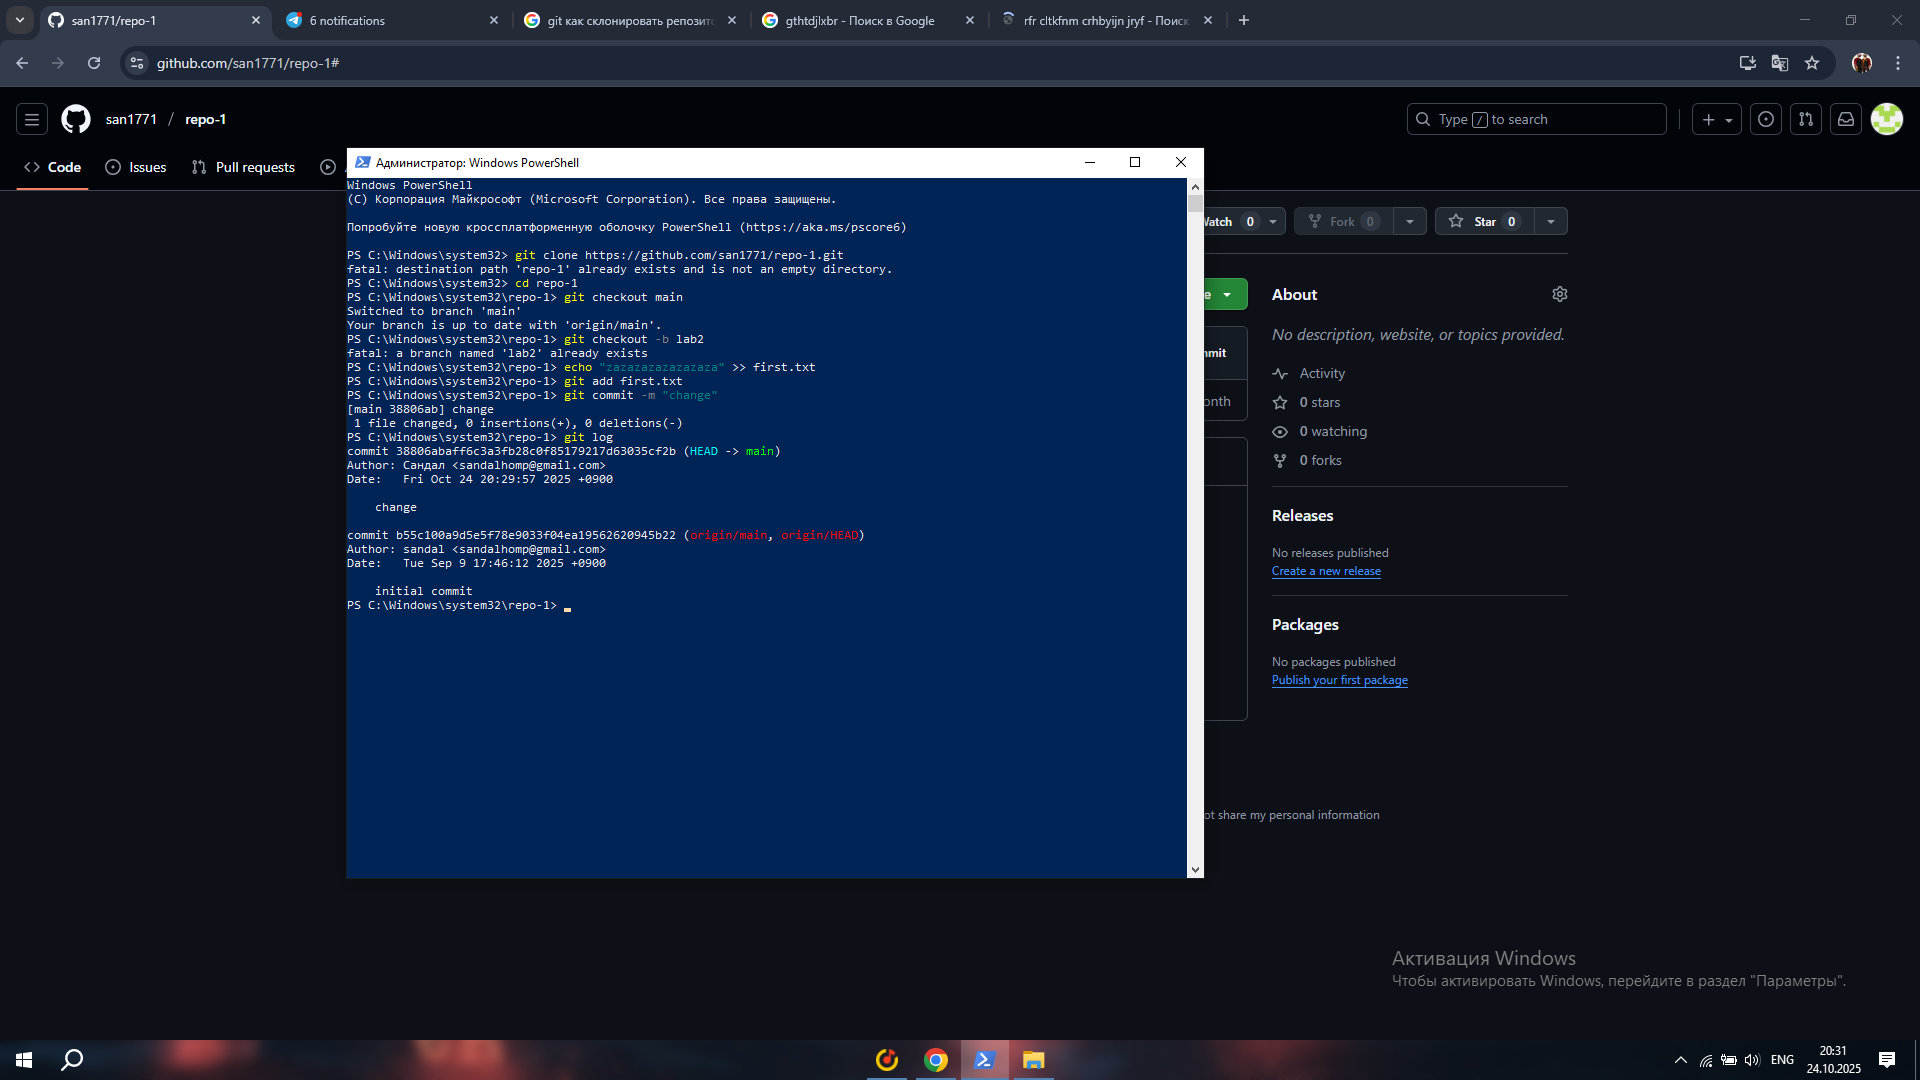 san1771/repo-1
6 notifications
git как склонировать репозито
gthtdjlxbr - Поиск в Google
rfr cltkfnm crhbyijn jryf - Поиск
github.com/san1771/repo-1#
san1771 / repo-1
Type / to search
Code
Issues
Pull requests
Администратор: Windows PowerShell
Windows PowerShell
(C) Корпорация Майкрософт (Microsoft Corporation). Все права защищены.
Попробуйте новую кроссплатформенную оболочку PowerShell (https://aka.ms/pscore6)
PS C:\Windows\system32> git clone https://github.com/san1771/repo-1.git
fatal: destination path 'repo-1' already exists and is not an empty directory.
PS C:\Windows\system32> cd repo-1
PS C:\Windows\system32\repo-1> git checkout main
Switched to branch 'main'
Your branch is up to date with 'origin/main'.
PS C:\Windows\system32\repo-1> git checkout -b lab2
fatal: a branch named 'lab2' already exists
PS C:\Windows\system32\repo-1> echo "zazazazazazazaza" >> first.txt
PS C:\Windows\system32\repo-1> git add first.txt
PS C:\Windows\system32\repo-1> git commit -m "change"
[main 38806ab] change
1 file changed, 0 insertions(+), 0 deletions(-)
PS C:\Windows\system32\repo-1> git log
commit 38806abaff6c3a3fb28c0f85179217d63035cf2b (HEAD -> main)
Author: Сандал <sandalhomp@gmail.com>
Date:   Fri Oct 24 20:29:57 2025 +0900
change
commit b55c100a9d5e5f78e9033f04ea19562620945b22 (origin/main, origin/HEAD)
Author: sandal <sandalhomp@gmail.com>
Date:   Tue Sep 9 17:46:12 2025 +0900
initial commit
PS C:\Windows\system32\repo-1>
Watch 0
Fork 0
Star 0
e
mmit
onth
About
No description, website, or topics provided.
Activity
0 stars
0 watching
0 forks
Releases
No releases published
Create a new release
Packages
No packages published
Publish your first package
ot share my personal information
Активация Windows
Чтобы активировать Windows, перейдите в раздел "Параметры".
ENG
20:31
24.10.2025